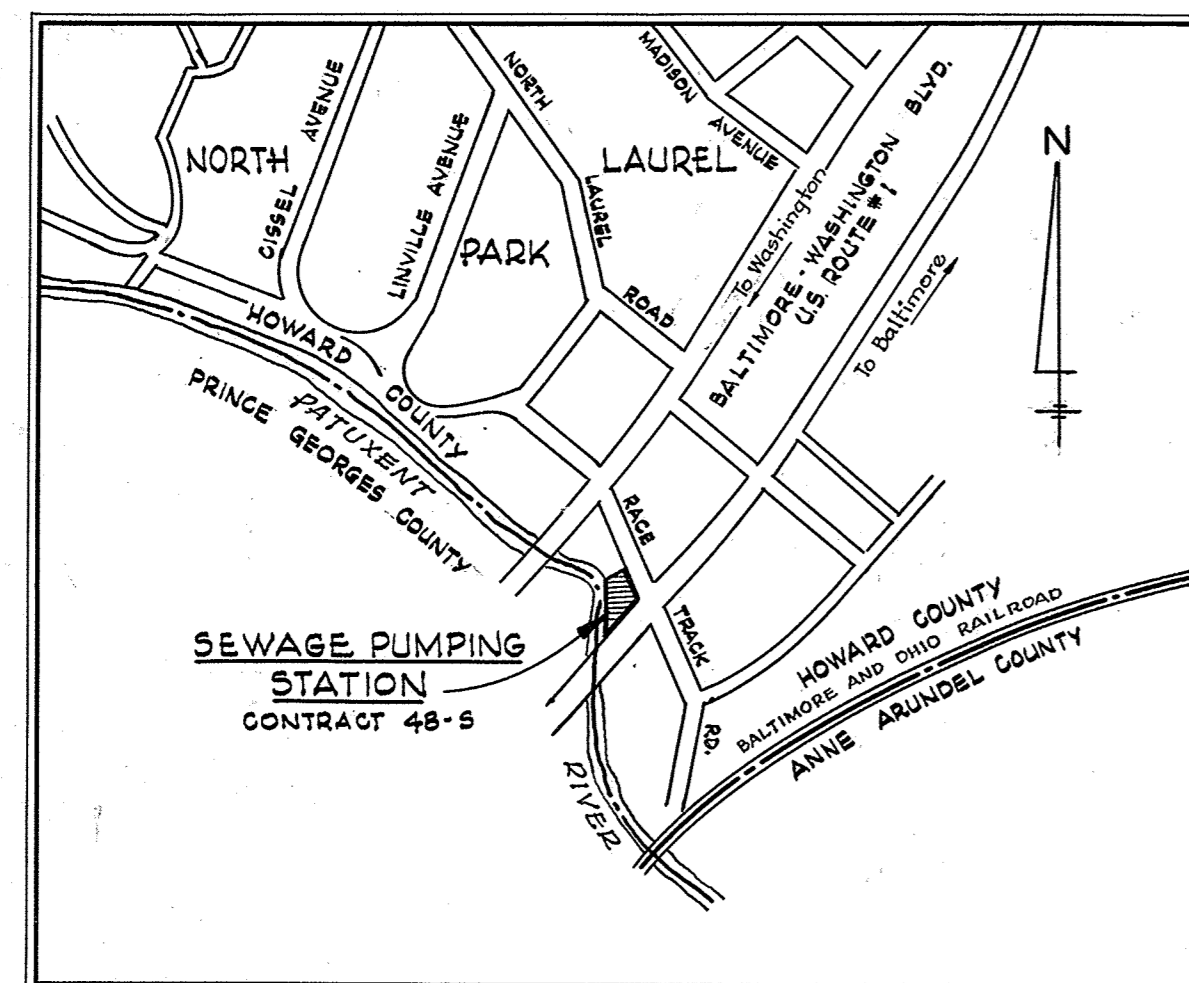 NORTH
LAUREL
PARK
CISSEL AVENUE
LINVILLE AVENUE
NORTH LAUREL ROAD
MADISON AVENUE
To Washington
BALTIMORE - WASHINGTON BLVD.
U.S. ROUTE #1
To Baltimore
N
HOWARD COUNTY
PATUXENT
PRINCE GEORGES COUNTY
RACE TRACK RD.
SEWAGE PUMPING
STATION
CONTRACT 48-S
HOWARD COUNTY
BALTIMORE AND OHIO RAILROAD
ANNE ARUNDEL COUNTY
RIVER